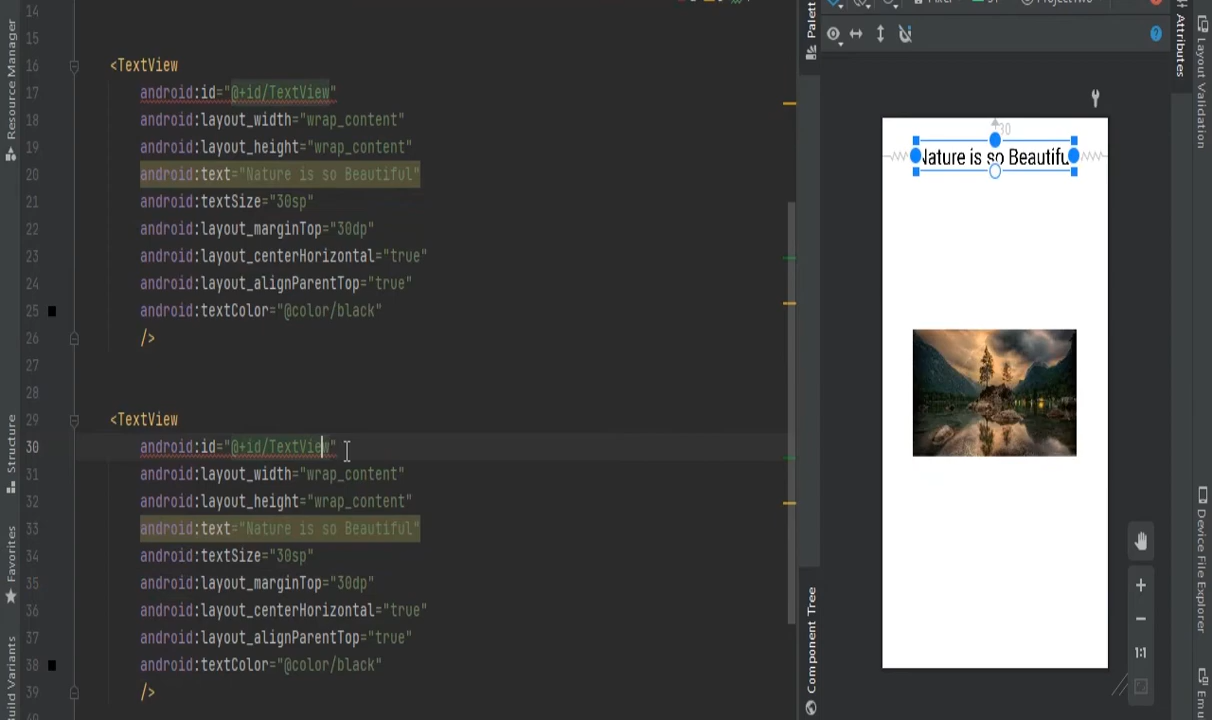 14
15
16 <TextView
17 android:id="@+id/TextView"
18 android:layout_width="wrap_content"
19 android:layout_height="wrap_content"
20 android:text="Nature is so Beautiful"
21 android:textSize="30sp"
22 android:layout_marginTop="30dp"
23 android:layout_centerHorizontal="true"
24 android:layout_alignParentTop="true"
25 android:textColor="@color/black"
26 />
27
28
29 <TextView
30 android:id="@+id/TextView"
31 android:layout_width="wrap_content"
32 android:layout_height="wrap_content"
33 android:text="Nature is so Beautiful"
34 android:textSize="30sp"
35 android:layout_marginTop="30dp"
36 android:layout_centerHorizontal="true"
37 android:layout_alignParentTop="true"
38 android:textColor="@color/black"
39 />
Resource Manager
Structure
Favorites
Build Variants
Component Tree
?
30
Nature is so Beautiful
1:1
Attributes
Layout Validation
Device File Explorer